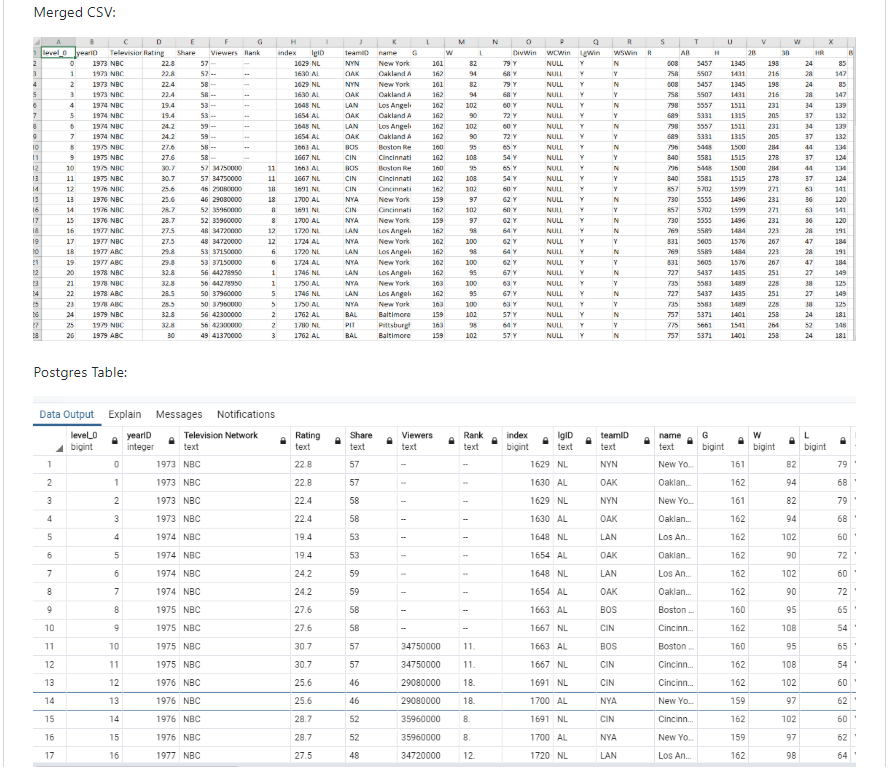 Merged CSV:
A B C D E F G H I J K L M N O P Q R S T U V W X
1 level_0 yearID Television Rating Share Viewers Rank index lgID teamID name G W L DivWin WCWin LgWin WSWin R AB H 2B 3B HR B
2 0 1973 NBC 22.8 57 -- -- 1629 NL NYN New York 161 82 79 Y NULL Y N 608 5457 1345 198 24 85
3 1 1973 NBC 22.8 57 -- -- 1630 AL OAK Oakland A 162 94 68 Y NULL Y Y 758 5507 1431 216 28 147
4 2 1973 NBC 22.4 58 -- -- 1629 NL NYN New York 161 82 79 Y NULL Y N 608 5457 1345 198 24 85
5 3 1973 NBC 22.4 58 -- -- 1630 AL OAK Oakland A 162 94 68 Y NULL Y Y 758 5507 1431 216 28 147
6 4 1974 NBC 19.4 53 -- -- 1648 NL LAN Los Angele 162 102 60 Y NULL Y N 798 5557 1511 231 34 139
7 5 1974 NBC 19.4 53 -- -- 1654 AL OAK Oakland A 162 90 72 Y NULL Y Y 689 5331 1315 205 37 132
8 6 1974 NBC 24.2 59 -- -- 1648 NL LAN Los Angele 162 102 60 Y NULL Y N 798 5557 1511 231 34 139
9 7 1974 NBC 24.2 59 -- -- 1654 AL OAK Oakland A 162 90 72 Y NULL Y Y 689 5331 1315 205 37 132
10 8 1975 NBC 27.6 58 -- -- 1663 AL BOS Boston Re 160 95 65 Y NULL Y N 796 5448 1500 284 44 134
11 9 1975 NBC 27.6 58 -- -- 1667 NL CIN Cincinnati 162 108 54 Y NULL Y Y 840 5581 1515 278 37 124
12 10 1975 NBC 30.7 57 34750000 11 1663 AL BOS Boston Re 160 95 65 Y NULL Y N 796 5448 1500 284 44 134
13 11 1975 NBC 30.7 57 34750000 11 1667 NL CIN Cincinnati 162 108 54 Y NULL Y Y 840 5581 1515 278 37 124
14 12 1976 NBC 25.6 46 29080000 18 1691 NL CIN Cincinnati 162 102 60 Y NULL Y Y 857 5702 1599 271 63 141
15 13 1976 NBC 25.6 46 29080000 18 1700 AL NYA New York 159 97 62 Y NULL Y N 730 5555 1496 231 36 120
16 14 1976 NBC 28.7 52 35960000 8 1691 NL CIN Cincinnati 162 102 60 Y NULL Y Y 857 5702 1599 271 63 141
17 15 1976 NBC 28.7 52 35960000 8 1700 AL NYA New York 159 97 62 Y NULL Y N 730 5555 1496 231 36 120
18 16 1977 NBC 27.5 48 34720000 12 1720 NL LAN Los Angele 162 98 64 Y NULL Y N 769 5589 1484 223 28 191
19 17 1977 NBC 27.5 48 34720000 12 1724 AL NYA New York 162 100 62 Y NULL Y Y 831 5605 1576 267 47 184
20 18 1977 ABC 29.8 53 37150000 6 1720 NL LAN Los Angele 162 98 64 Y NULL Y N 769 5589 1484 223 28 191
21 19 1977 ABC 29.8 53 37150000 6 1724 AL NYA New York 162 100 62 Y NULL Y Y 831 5605 1576 267 47 184
22 20 1978 NBC 32.8 56 44278950 1 1746 NL LAN Los Angele 162 95 67 Y NULL Y N 727 5437 1435 251 27 149
23 21 1978 NBC 32.8 56 44278950 1 1750 AL NYA New York 163 100 63 Y NULL Y Y 735 5583 1489 228 38 125
24 22 1978 ABC 28.5 50 37960000 5 1746 NL LAN Los Angele 162 95 67 Y NULL Y N 727 5437 1435 251 27 149
25 23 1978 ABC 28.5 50 37960000 5 1750 AL NYA New York 163 100 63 Y NULL Y Y 735 5583 1489 228 38 125
26 24 1979 NBC 32.8 56 42300000 2 1762 AL BAL Baltimore 159 102 57 Y NULL Y N 757 5371 1401 258 24 181
27 25 1979 NBC 32.8 56 42300000 2 1780 NL PIT Pittsburgh 163 98 64 Y NULL Y Y 775 5661 1541 264 52 148
28 26 1979 ABC 30 49 41370000 3 1762 AL BAL Baltimore 159 102 57 Y NULL Y N 757 5371 1401 258 24 181
Postgres Table:
Data Output Explain Messages Notifications
level_0 yearID Television Network Rating Share Viewers Rank index lgID teamID name G W L
bigint integer text text text text text bigint text text text bigint bigint bigint
1 0 1973 NBC 22.8 57 -- -- 1629 NL NYN New Yo... 161 82 79
2 1 1973 NBC 22.8 57 -- -- 1630 AL OAK Oaklan... 162 94 68
3 2 1973 NBC 22.4 58 -- -- 1629 NL NYN New Yo... 161 82 79
4 3 1973 NBC 22.4 58 -- -- 1630 AL OAK Oaklan... 162 94 68
5 4 1974 NBC 19.4 53 -- -- 1648 NL LAN Los An... 162 102 60
6 5 1974 NBC 19.4 53 -- -- 1654 AL OAK Oaklan... 162 90 72
7 6 1974 NBC 24.2 59 -- -- 1648 NL LAN Los An... 162 102 60
8 7 1974 NBC 24.2 59 -- -- 1654 AL OAK Oaklan... 162 90 72
9 8 1975 NBC 27.6 58 -- -- 1663 AL BOS Boston ... 160 95 65
10 9 1975 NBC 27.6 58 -- -- 1667 NL CIN Cincinn... 162 108 54
11 10 1975 NBC 30.7 57 34750000 11. 1663 AL BOS Boston ... 160 95 65
12 11 1975 NBC 30.7 57 34750000 11. 1667 NL CIN Cincinn... 162 108 54
13 12 1976 NBC 25.6 46 29080000 18. 1691 NL CIN Cincinn... 162 102 60
14 13 1976 NBC 25.6 46 29080000 18. 1700 AL NYA New Yo... 159 97 62
15 14 1976 NBC 28.7 52 35960000 8. 1691 NL CIN Cincinn... 162 102 60
16 15 1976 NBC 28.7 52 35960000 8. 1700 AL NYA New Yo... 159 97 62
17 16 1977 NBC 27.5 48 34720000 12. 1720 NL LAN Los An... 162 98 64